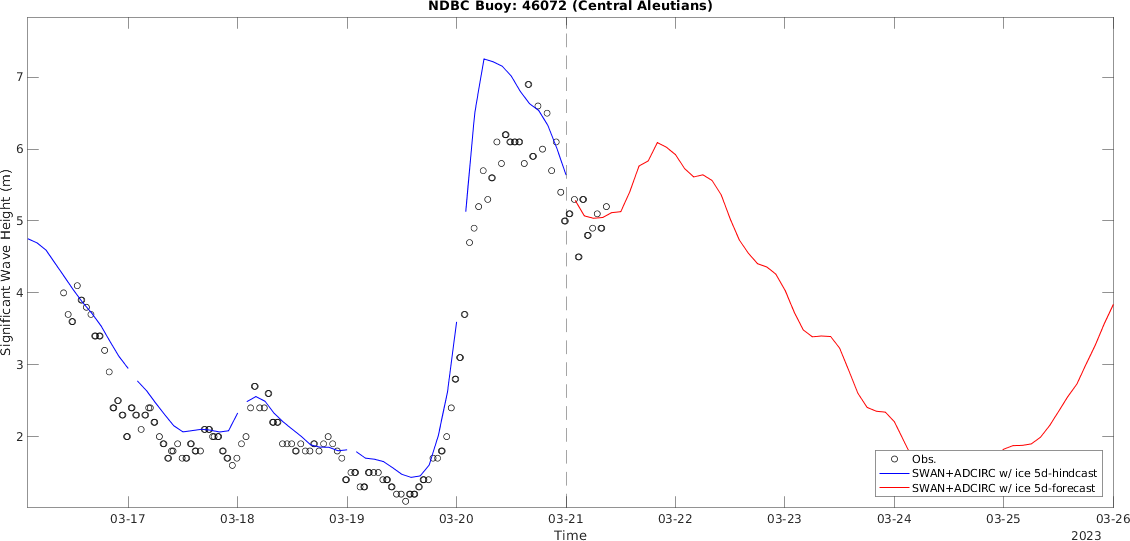 NDBC Buoy: 46072 (Central Aleutians)
Significant Wave Height (m)
7
6
5
4
3
2
Obs.
SWAN+ADCIRC w/ ice 5d-hindcast
SWAN+ADCIRC w/ ice 5d-forecast
03-17 03-18 03-19 03-20 03-21 03-22 03-23 03-24 03-25 03-26
Time
2023